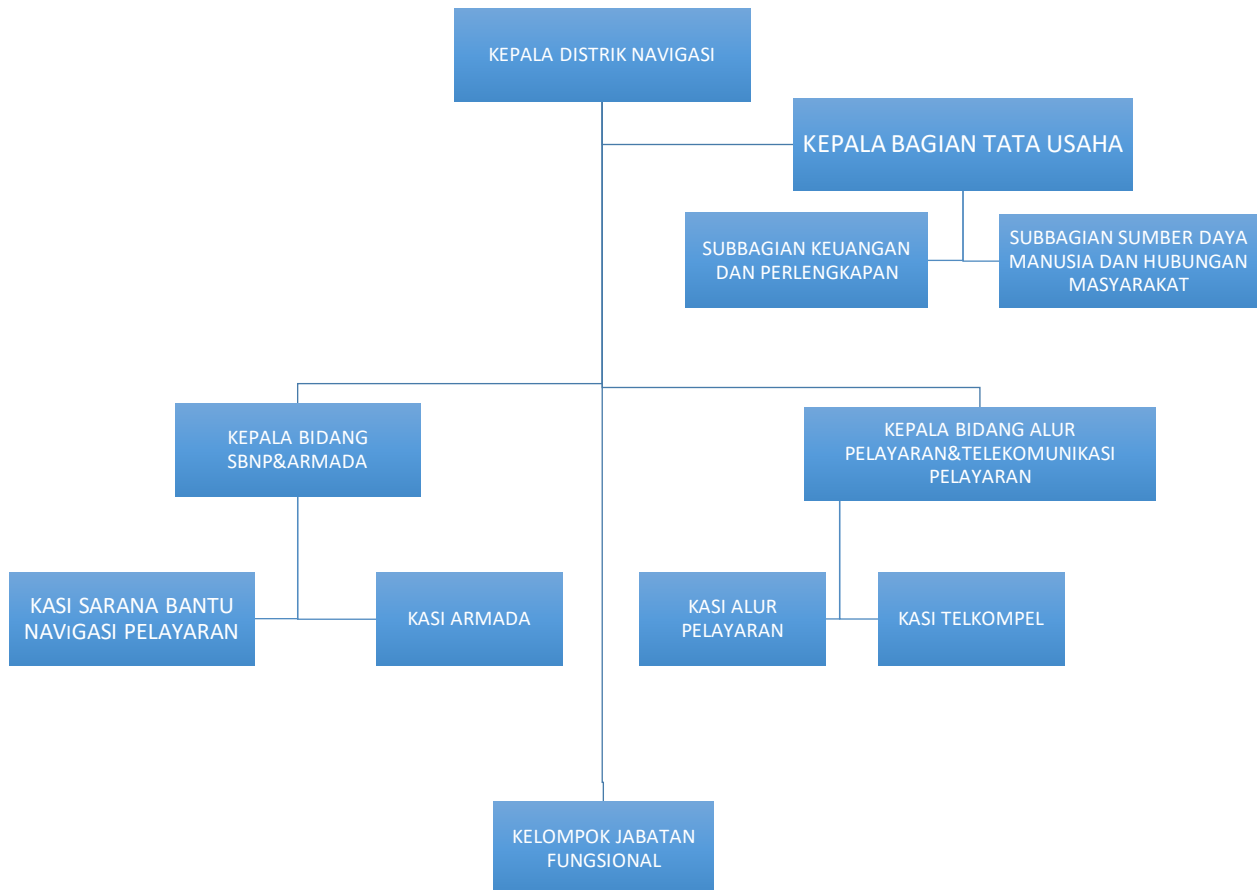 KEPALA DISTRIK NAVIGASI
KEPALA BAGIAN TATA USAHA
SUBBAGIAN KEUANGAN
DAN PERLENGKAPAN
SUBBAGIAN SUMBER DAYA
MANUSIA DAN HUBUNGAN
MASYARAKAT
KEPALA BIDANG
SBNP&ARMADA
KEPALA BIDANG ALUR
PELAYARAN&TELEKOMUNIKASI
PELAYARAN
KASI SARANA BANTU
NAVIGASI PELAYARAN
KASI ARMADA
KASI ALUR
PELAYARAN
KASI TELKOMPEL
KELOMPOK JABATAN
FUNGSIONAL